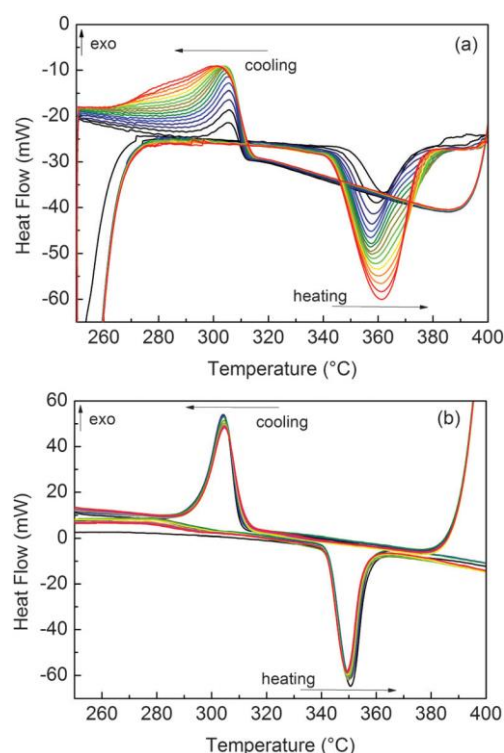 0
exo
(a)
-10
cooling
-20
-30
Heat Flow (mW)
-40
-50
heating
-60
260 280 300 320 340 360 380 400
Temperature (°C)
60
exo
(b)
cooling
40
20
Heat Flow (mW)
0
-20
-40
heating
-60
260 280 300 320 340 360 380 400
Temperature (°C)